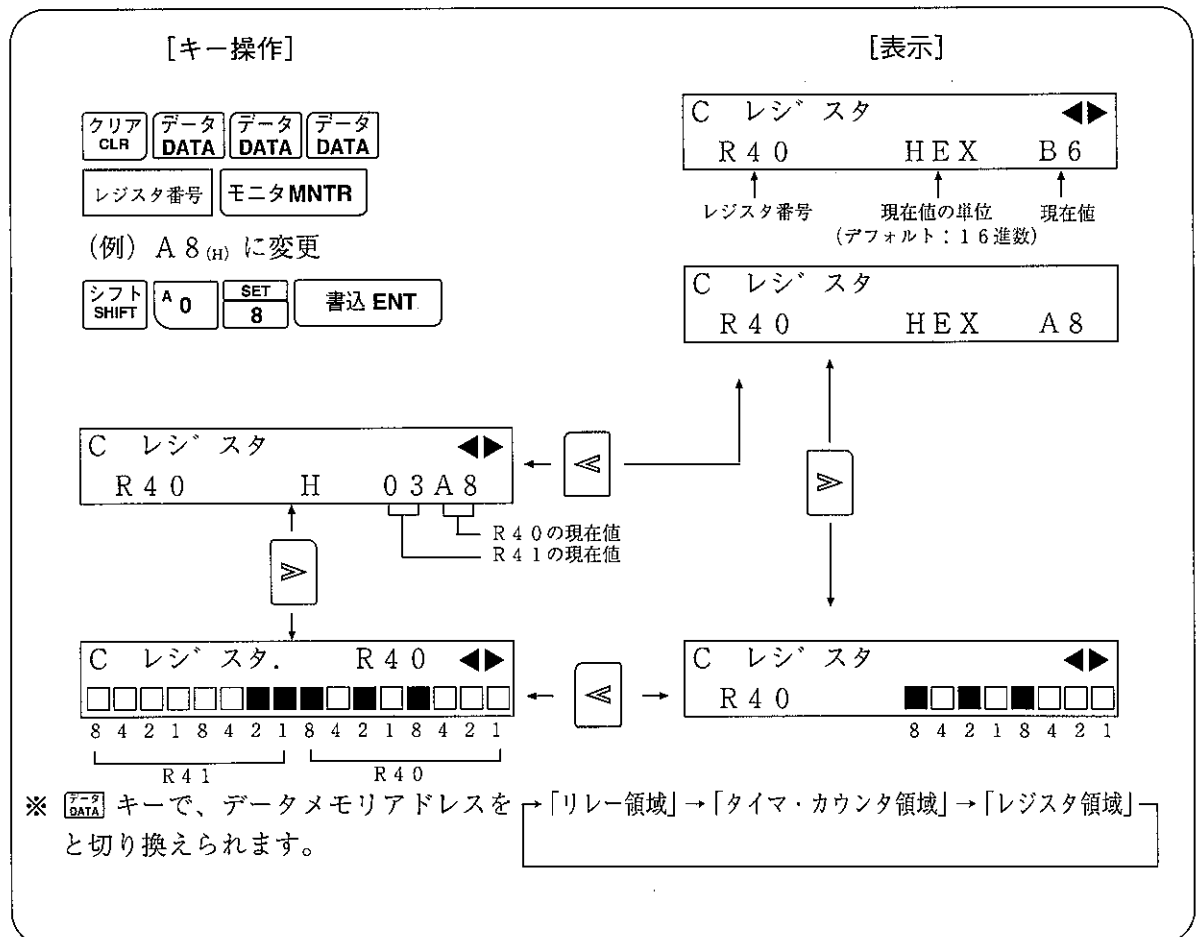 [キー操作]
[表示]
クリア CLR データ DATA データ DATA データ DATA
レジスタ番号 モニタ MNTR
(例) A8(H) に変更
シフト SHIFT A 0 SET 8 書込 ENT
C レジスタ ◀▶
R40 HEX B6
レジスタ番号 現在値の単位 現在値
(デフォルト:16進数)
C レジスタ
R40 HEX A8
C レジスタ ◀▶
R40 H 03A8
R40の現在値
R41の現在値
C レジスタ. R40 ◀▶
8 4 2 1 8 4 2 1 8 4 2 1 8 4 2 1
R41 R40
C レジスタ ◀▶
R40
8 4 2 1 8 4 2 1
※ データ DATA キーで、データメモリアドレスを →「リレー領域」→「タイマ・カウンタ領域」→「レジスタ領域」
と切り換えられます。